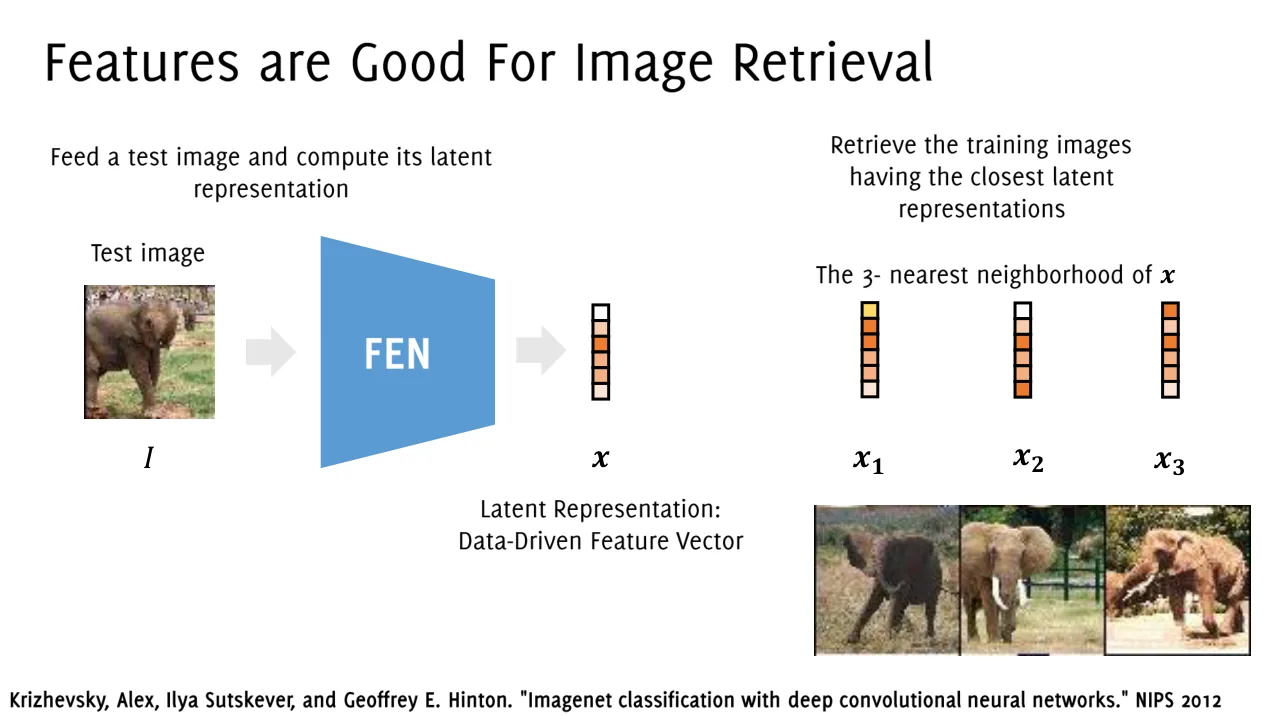 Features are Good For Image Retrieval
Feed a test image and compute its latent
representation
Test image
I
FEN
x
Latent Representation:
Data-Driven Feature Vector
Retrieve the training images
having the closest latent
representations
The 3- nearest neighborhood of x
x₁ x₂ x₃
Krizhevsky, Alex, Ilya Sutskever, and Geoffrey E. Hinton. "Imagenet classification with deep convolutional neural networks." NIPS 2012